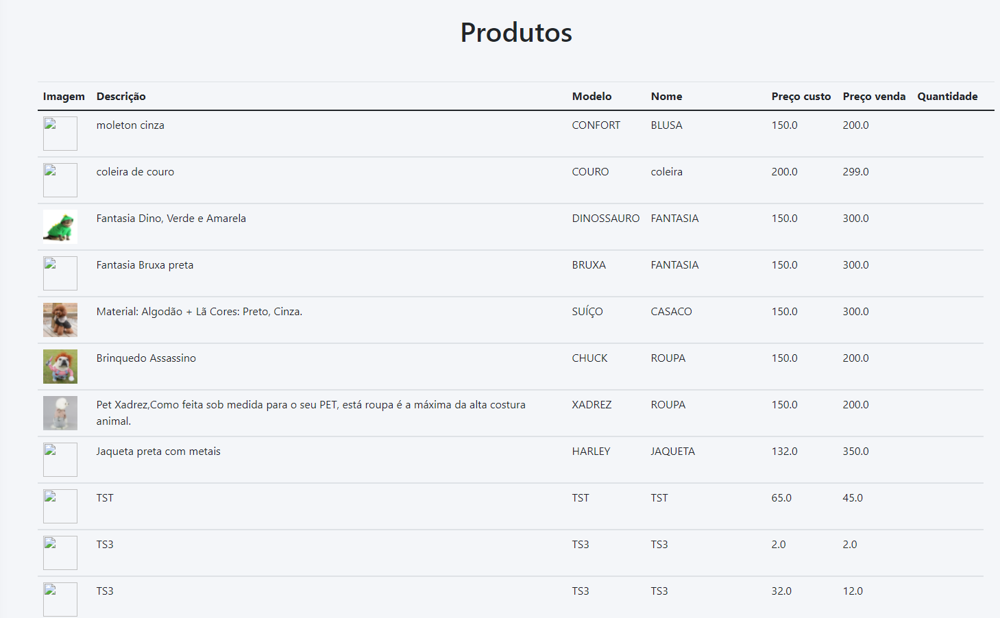 Produtos
Imagem Descrição Modelo Nome Preço custo Preço venda Quantidade
moleton cinza CONFORT BLUSA 150.0 200.0
coleira de couro COURO coleira 200.0 299.0
Fantasia Dino, Verde e Amarela DINOSSAURO FANTASIA 150.0 300.0
Fantasia Bruxa preta BRUXA FANTASIA 150.0 300.0
Material: Algodão + Lã Cores: Preto, Cinza. SUÍÇO CASACO 150.0 300.0
Brinquedo Assassino CHUCK ROUPA 150.0 200.0
Pet Xadrez,Como feita sob medida para o seu PET, está roupa é a máxima da alta costura XADREZ ROUPA 150.0 200.0
animal.
Jaqueta preta com metais HARLEY JAQUETA 132.0 350.0
TST TST TST 65.0 45.0
TS3 TS3 TS3 2.0 2.0
TS3 TS3 TS3 32.0 12.0